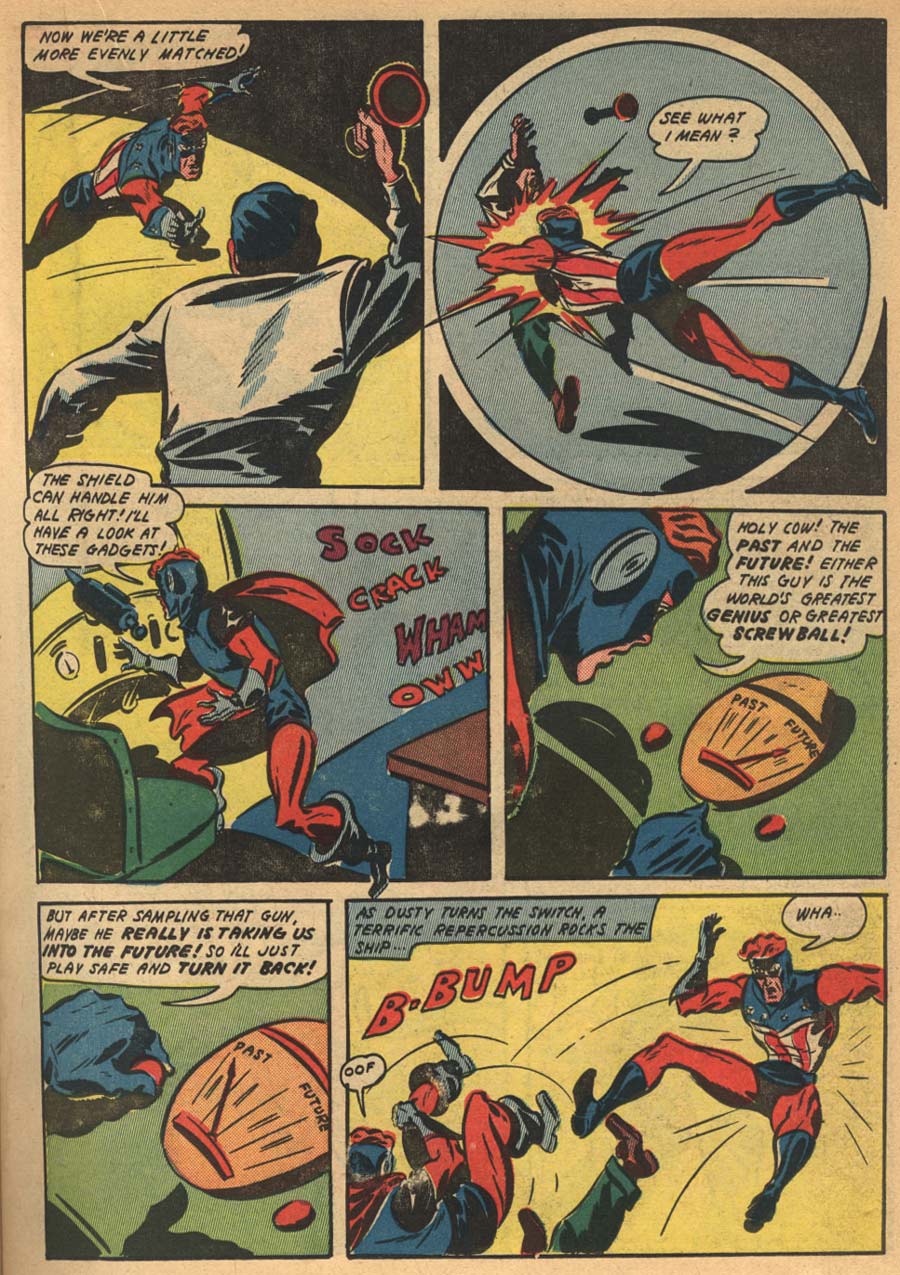 NOW WE'RE A LITTLE
MORE EVENLY MATCHED!
SEE WHAT
I MEAN?
THE SHIELD
CAN HANDLE HIM
ALL RIGHT! I'LL
HAVE A LOOK AT
THESE GADGETS!
SOCK
CRACK
WHAM
OWW
HOLY COW! THE
PAST AND THE
FUTURE! EITHER
THIS GUY IS THE
WORLD'S GREATEST
GENIUS OR GREATEST
SCREWBALL!
PAST
FUTURE
BUT AFTER SAMPLING THAT GUN,
MAYBE HE REALLY IS TAKING US
INTO THE FUTURE! SO I'LL JUST
PLAY SAFE AND TURN IT BACK!
PAST
FUTURE
AS DUSTY TURNS THE SWITCH, A
TERRIFIC REPERCUSSION ROCKS THE
SHIP...
B-BUMP
WHA..
OOF